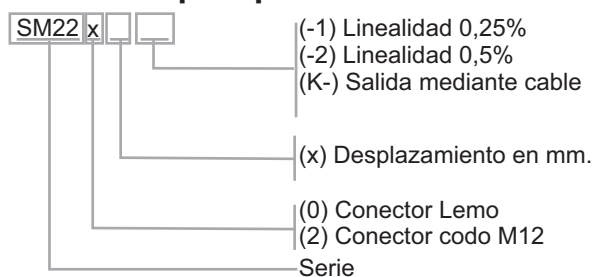 SM22 x
(-1) Linealidad 0,25%
(-2) Linealidad 0,5%
(K-) Salida mediante cable
(x) Desplazamiento en mm.
(0) Conector Lemo
(2) Conector codo M12
Serie